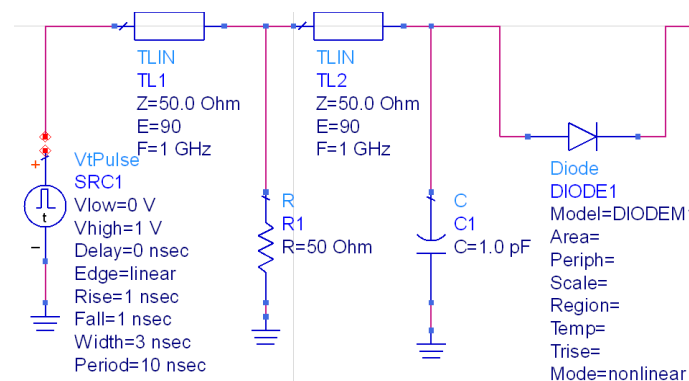 TLIN
TL1
Z=50.0 Ohm
E=90
F=1 GHz
TLIN
TL2
Z=50.0 Ohm
E=90
F=1 GHz
+
t
−
VtPulse
SRC1
Vlow=0 V
Vhigh=1 V
Delay=0 nsec
Edge=linear
Rise=1 nsec
Fall=1 nsec
Width=3 nsec
Period=10 nsec
R
R1
R=50 Ohm
C
C1
C=1.0 pF
Diode
DIODE1
Model=DIODEM1
Area=
Periph=
Scale=
Region=
Temp=
Trise=
Mode=nonlinear